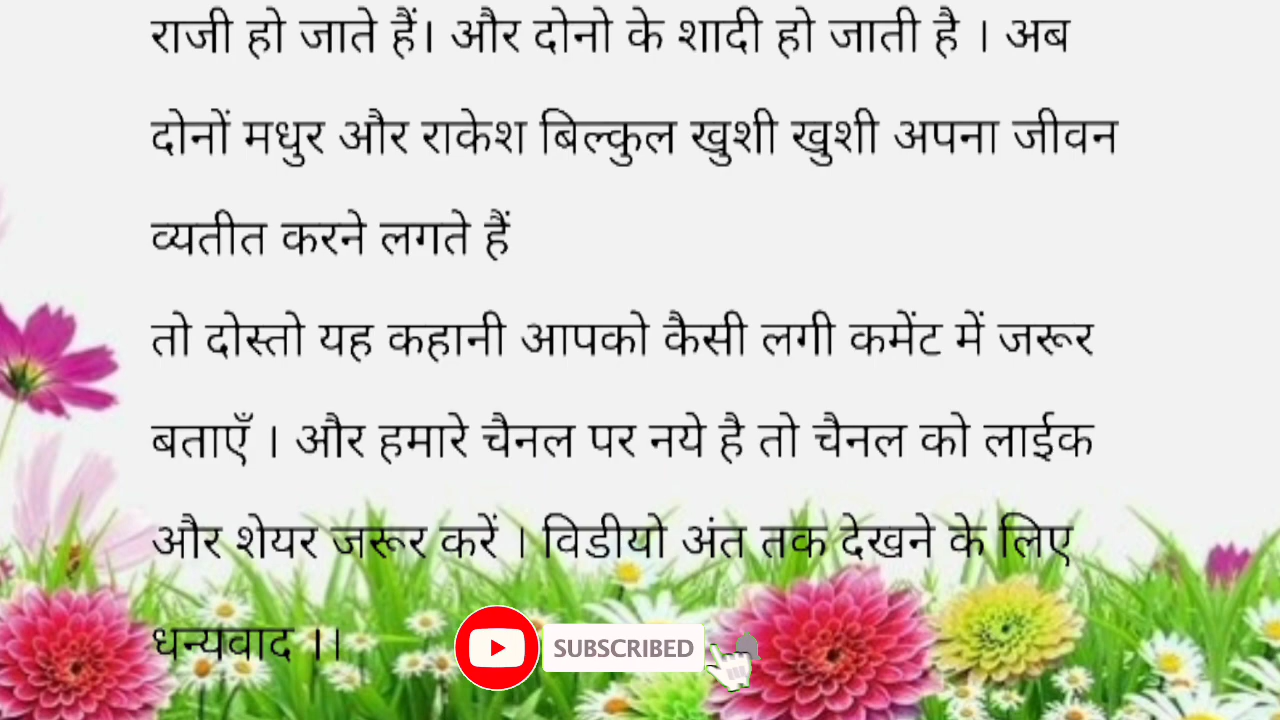 राजी हो जाते हैं। और दोनो के शादी हो जाती है । अब
दोनों मधुर और राकेश बिल्कुल खुशी खुशी अपना जीवन
व्यतीत करने लगते हैं
तो दोस्तो यह कहानी आपको कैसी लगी कमेंट में जरूर
बताएँ । और हमारे चैनल पर नये है तो चैनल को लाईक
और शेयर जरूर करें । विडीयो अंत तक देखने के लिए
धन्यवाद ।।
SUBSCRIBED